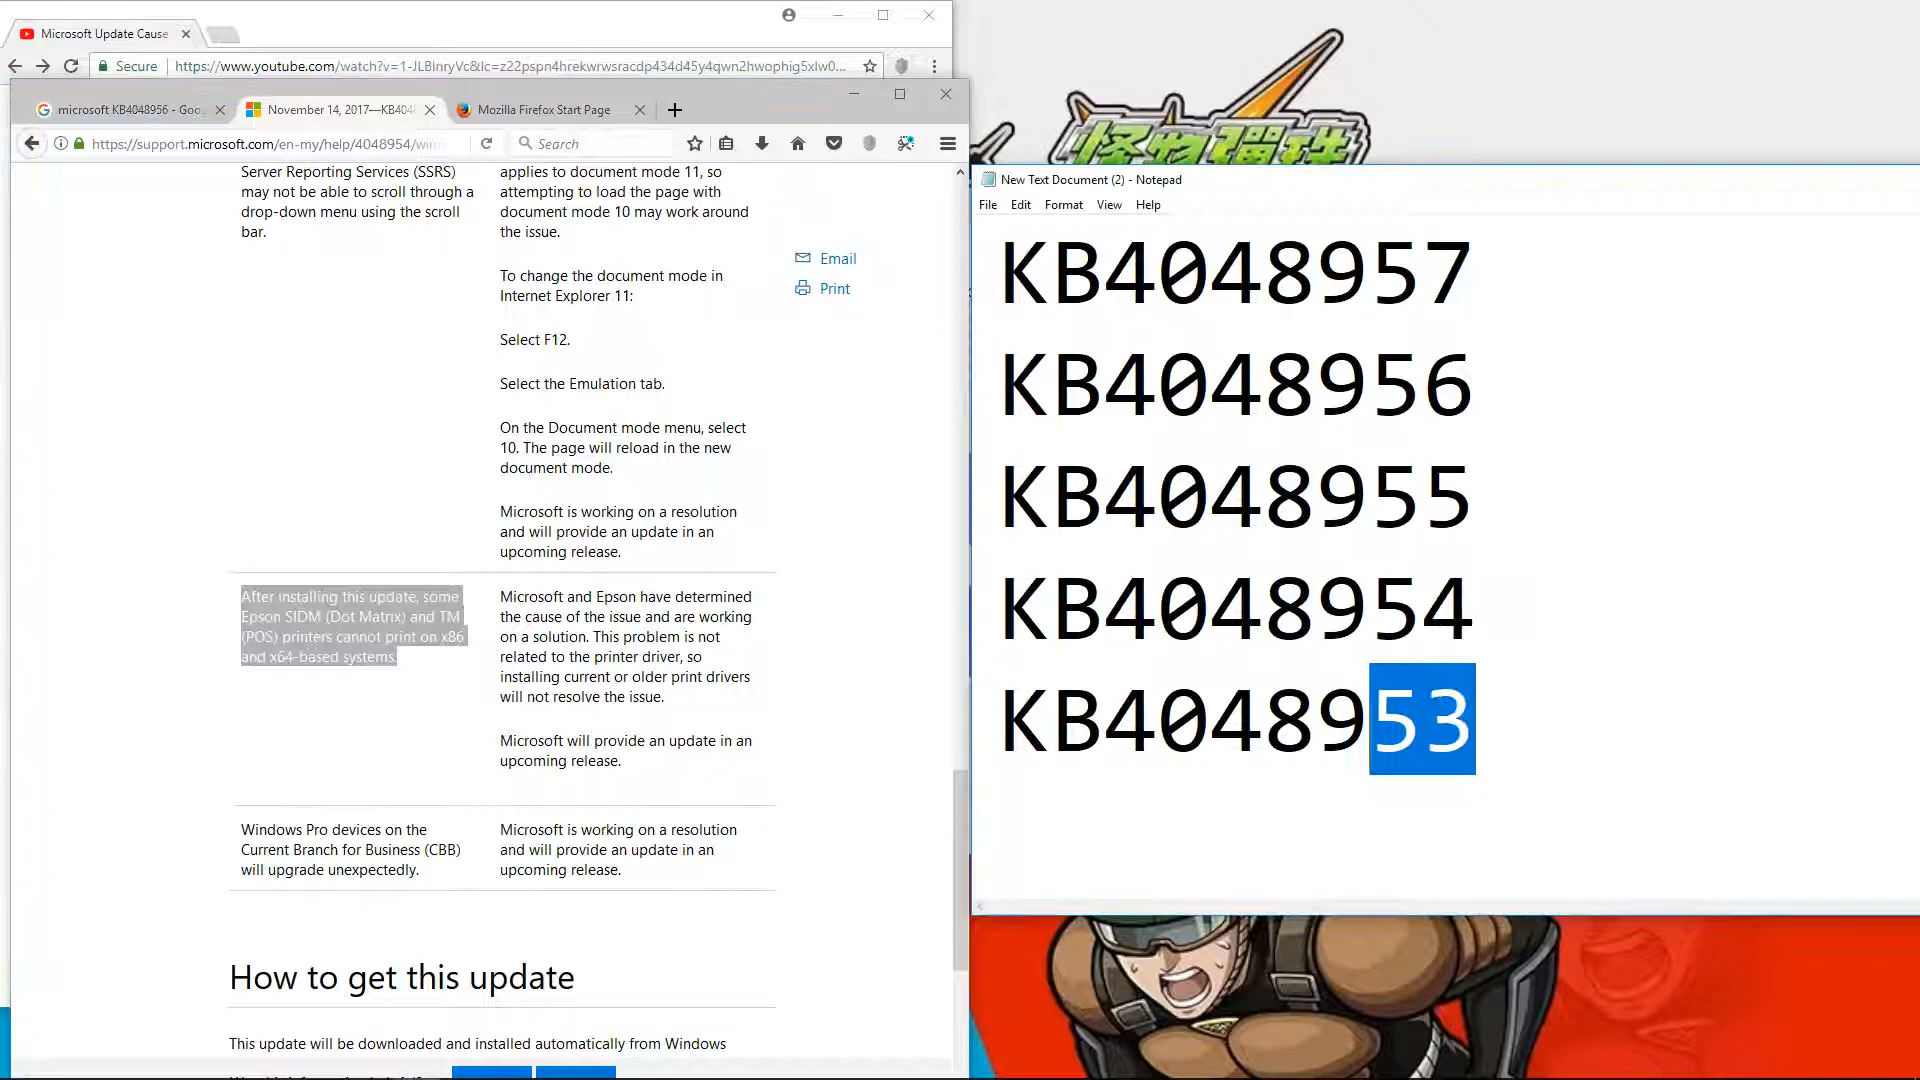 Microsoft Update Cause
Secure
https://www.youtube.com/watch?v=1-JLBInryVc&lc=z22pspn4hrekwrwsracdp434d45y4qwn2hwophig5xlw0...
microsoft KB4048956 - Goo
November 14, 2017—KB404
Mozilla Firefox Start Page
https://support.microsoft.com/en-my/help/4048954/win
Search
Server Reporting Services (SSRS)
may not be able to scroll through a
drop-down menu using the scroll
bar.
applies to document mode 11, so
attempting to load the page with
document mode 10 may work around
the issue.
To change the document mode in
Internet Explorer 11:
Select F12.
Select the Emulation tab.
On the Document mode menu, select
10. The page will reload in the new
document mode.
Microsoft is working on a resolution
and will provide an update in an
upcoming release.
Email
Print
After installing this update, some
Epson SIDM (Dot Matrix) and TM
(POS) printers cannot print on x86
and x64-based systems.
Microsoft and Epson have determined
the cause of the issue and are working
on a solution. This problem is not
related to the printer driver, so
installing current or older print drivers
will not resolve the issue.
Microsoft will provide an update in an
upcoming release.
Windows Pro devices on the
Current Branch for Business (CBB)
will upgrade unexpectedly.
Microsoft is working on a resolution
and will provide an update in an
upcoming release.
How to get this update
This update will be downloaded and installed automatically from Windows
怪物彈珠
New Text Document (2) - Notepad
File Edit Format View Help
KB4048957
KB4048956
KB4048955
KB4048954
KB4048953